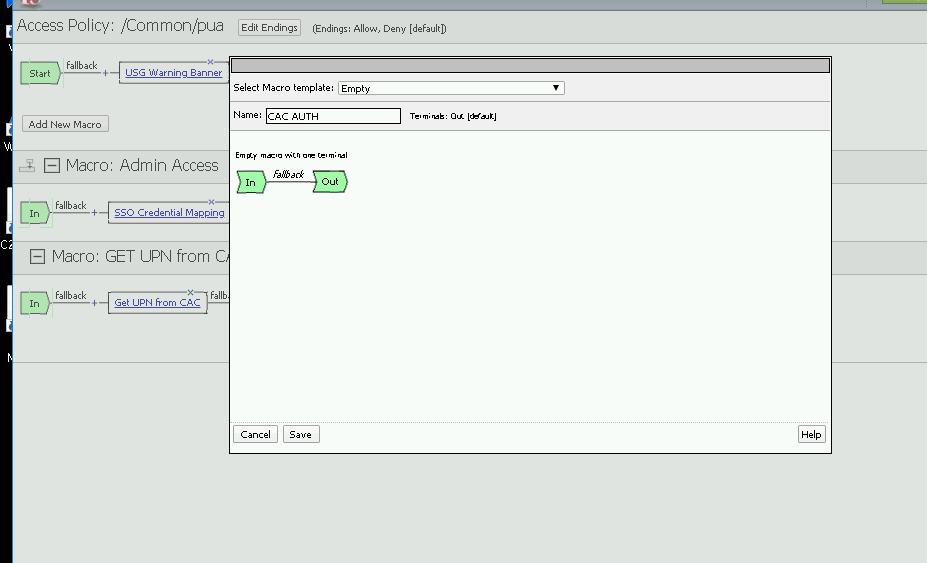 Access Policy: /Common/pua Edit Endings (Endings: Allow, Deny [default])
Start fallback + USG Warning Banner ×
Add New Macro
Macro: Admin Access
In fallback + SSO Credential Mapping ×
Macro: GET UPN from
In fallback + Get UPN from CAC ×
Select Macro template: Empty
Name: CAC AUTH Terminals: Out [default]
Empty macro with one terminal
In fallback Out
Cancel Save Help